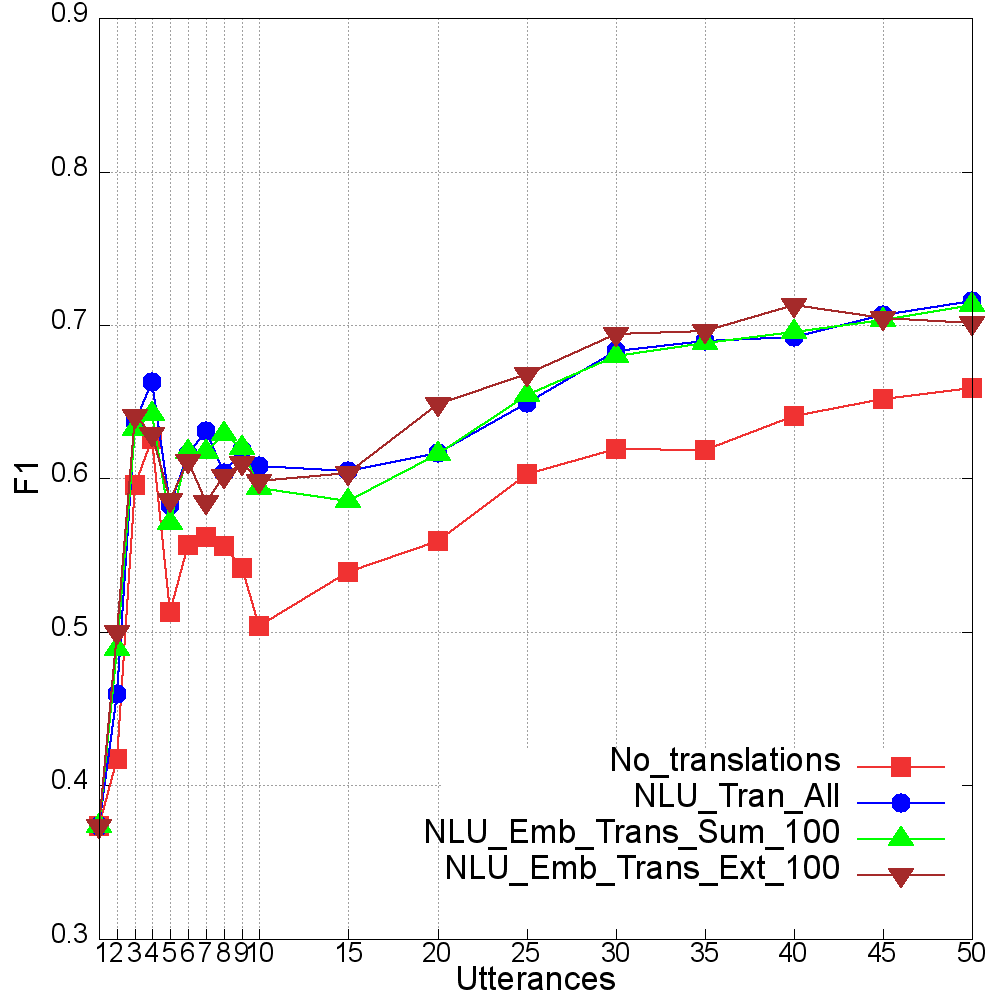 0.9
0.8
0.7
0.6
0.5
0.4
0.3
F1
No_translations
NLU_Tran_All
NLU_Emb_Trans_Sum_100
NLU_Emb_Trans_Ext_100
1 2 3 4 5 6 7 8 9 10 15 20 25 30 35 40 45 50
Utterances